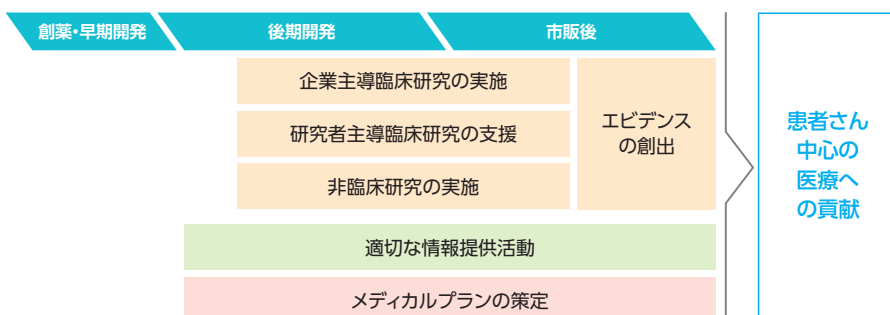 創薬・早期開発
後期開発
市販後
企業主導臨床研究の実施
研究者主導臨床研究の支援
非臨床研究の実施
エビデンス
の創出
適切な情報提供活動
メディカルプランの策定
患者さん
中心の
医療へ
の貢献